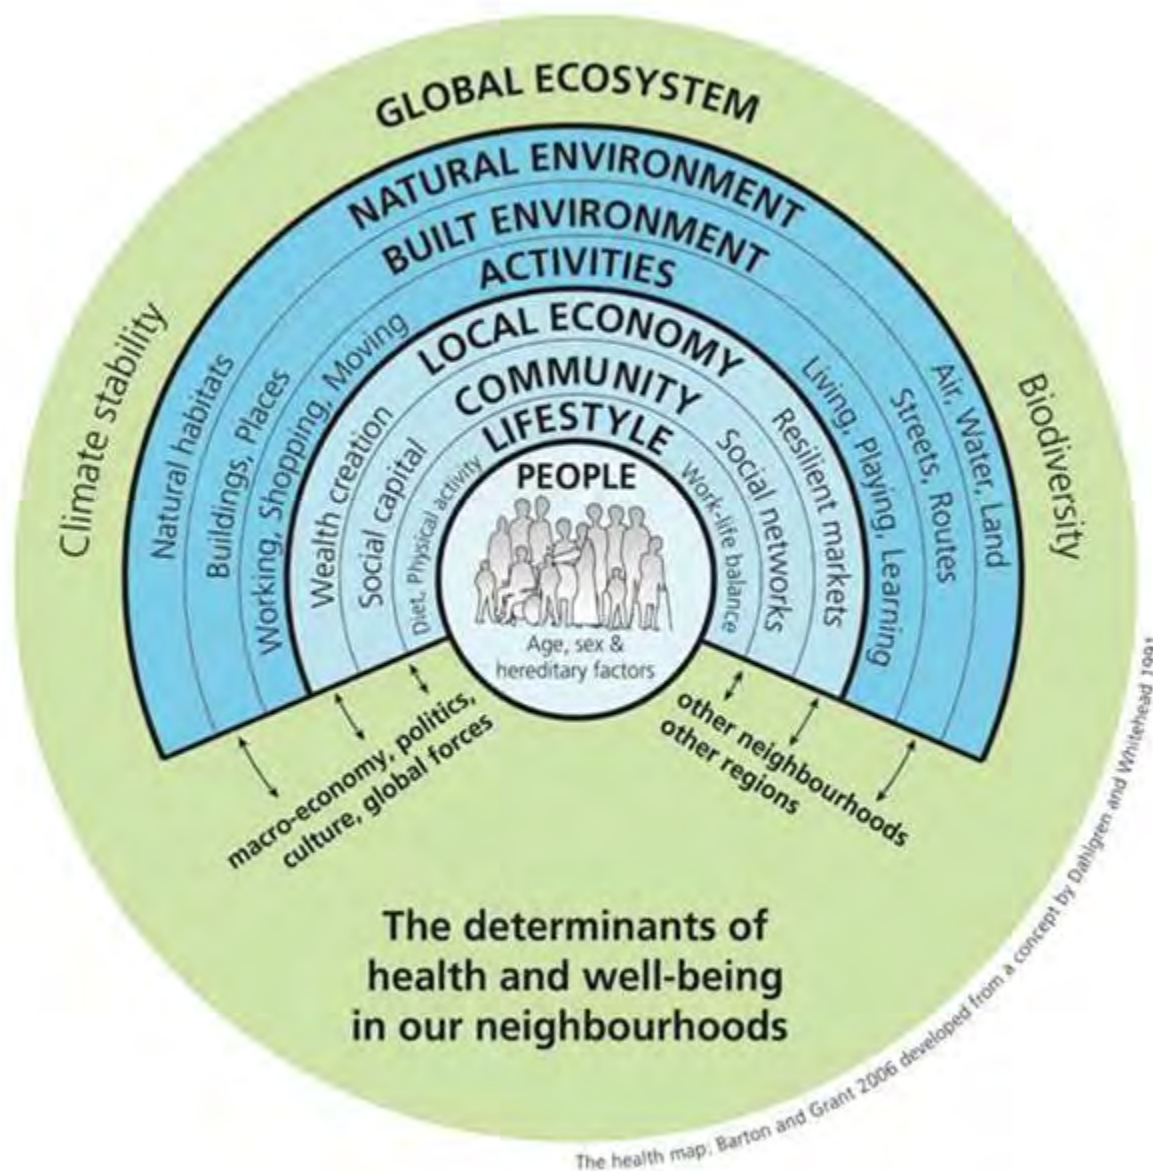 GLOBAL ECOSYSTEM
NATURAL ENVIRONMENT
BUILT ENVIRONMENT
ACTIVITIES
LOCAL ECONOMY
COMMUNITY
LIFESTYLE
PEOPLE
Age, sex &
hereditary factors
Climate stability
Natural habitats
Buildings, Places
Working, Shopping, Moving
Wealth creation
Social capital
Diet, Physical activity
Work-life balance
Social networks
Resilient markets
Living, Playing, Learning
Streets, Routes
Air, Water, Land
Biodiversity
macro-economy, politics,
culture, global forces
other neighbourhoods
other regions
The determinants of
health and well-being
in our neighbourhoods
The health map: Barton and Grant 2006 developed from a concept by Dahlgren and Whitehead 1991